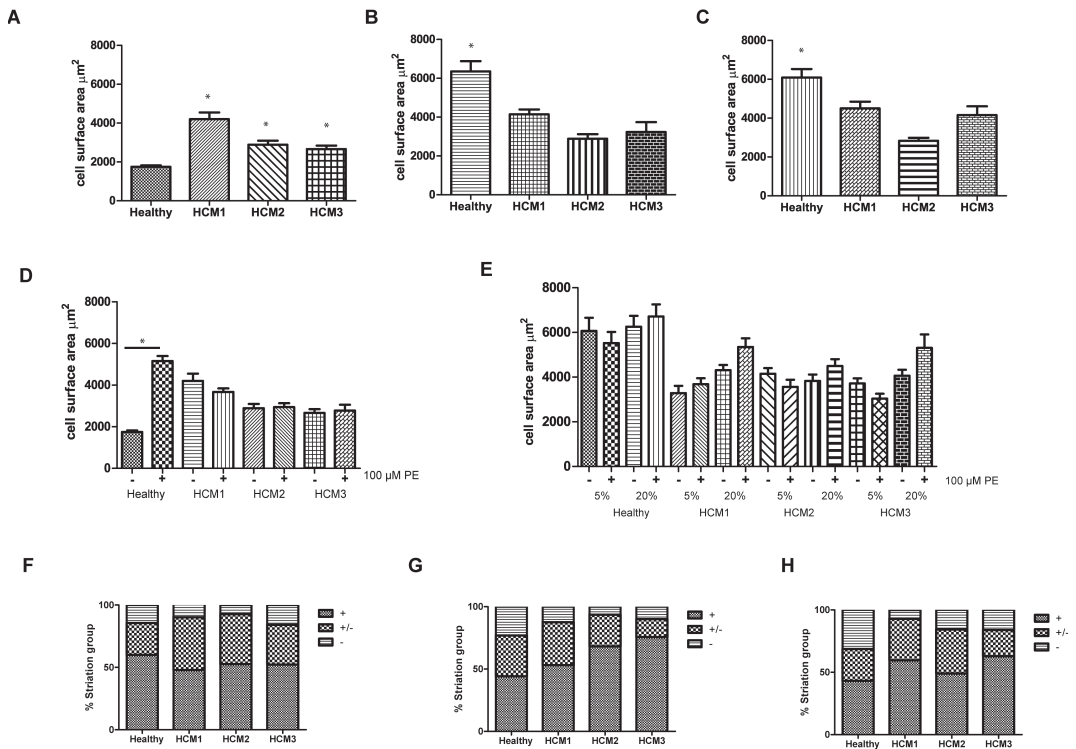 A
cell surface area μm²
8000
6000
4000
2000
0
*
*
*
Healthy HCM1 HCM2 HCM3
B
cell surface area μm²
8000
6000
4000
2000
0
*
Healthy HCM1 HCM2 HCM3
C
cell surface area μm²
8000
6000
4000
2000
0
*
Healthy HCM1 HCM2 HCM3
D
cell surface area μm²
8000
6000
4000
2000
0
*
- + - + - + - + 100 μM PE
Healthy HCM1 HCM2 HCM3
E
cell surface area μm²
8000
6000
4000
2000
0
- + - + - + - + - + - + - + - + 100 μM PE
5% 20% 5% 20% 5% 20% 5% 20%
Healthy HCM1 HCM2 HCM3
F
% Striation group
100
50
0
+
+/-
-
Healthy HCM1 HCM2 HCM3
G
% Striation group
100
50
0
+
+/-
-
Healthy HCM1 HCM2 HCM3
H
% Striation group
100
50
0
+
+/-
-
Healthy HCM1 HCM2 HCM3